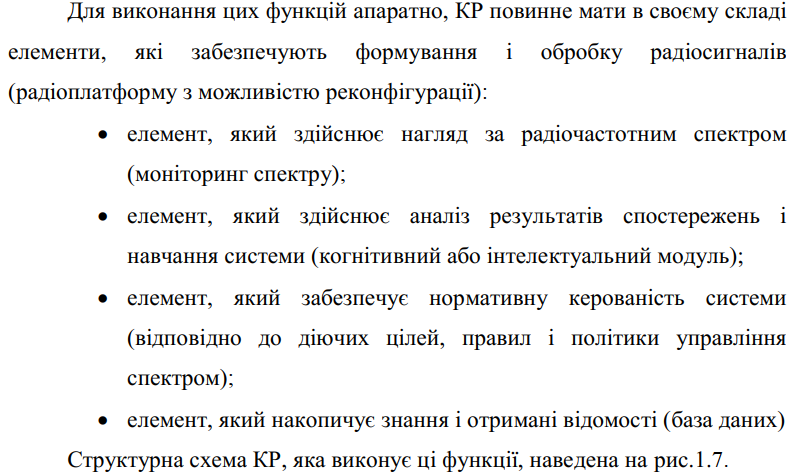 Для виконання цих функцій апаратно, КР повинне мати в своєму складі
елементи, які забезпечують формування і обробку радіосигналів
(радіоплатформу з можливістю реконфігурації):
• елемент, який здійснює нагляд за радіочастотним спектром
(моніторинг спектру);
• елемент, який здійснює аналіз результатів спостережень і
навчання системи (когнітивний або інтелектуальний модуль);
• елемент, який забезпечує нормативну керованість системи
(відповідно до діючих цілей, правил і політики управління
спектром);
• елемент, який накопичує знання і отримані відомості (база даних)
Структурна схема КР, яка виконує ці функції, наведена на рис.1.7.